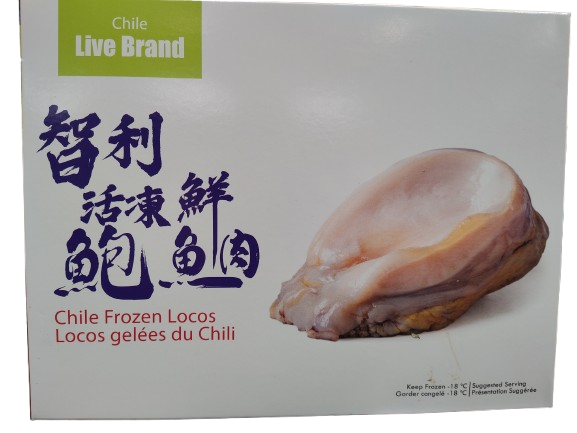 Chile
Live Brand
智利
活凍鮮
鮑魚肉
Chile Frozen Locos
Locos gelées du Chili
Keep Frozen -18 °C | Suggested Serving
Garder congelé -18 °C | Présentation Suggérée